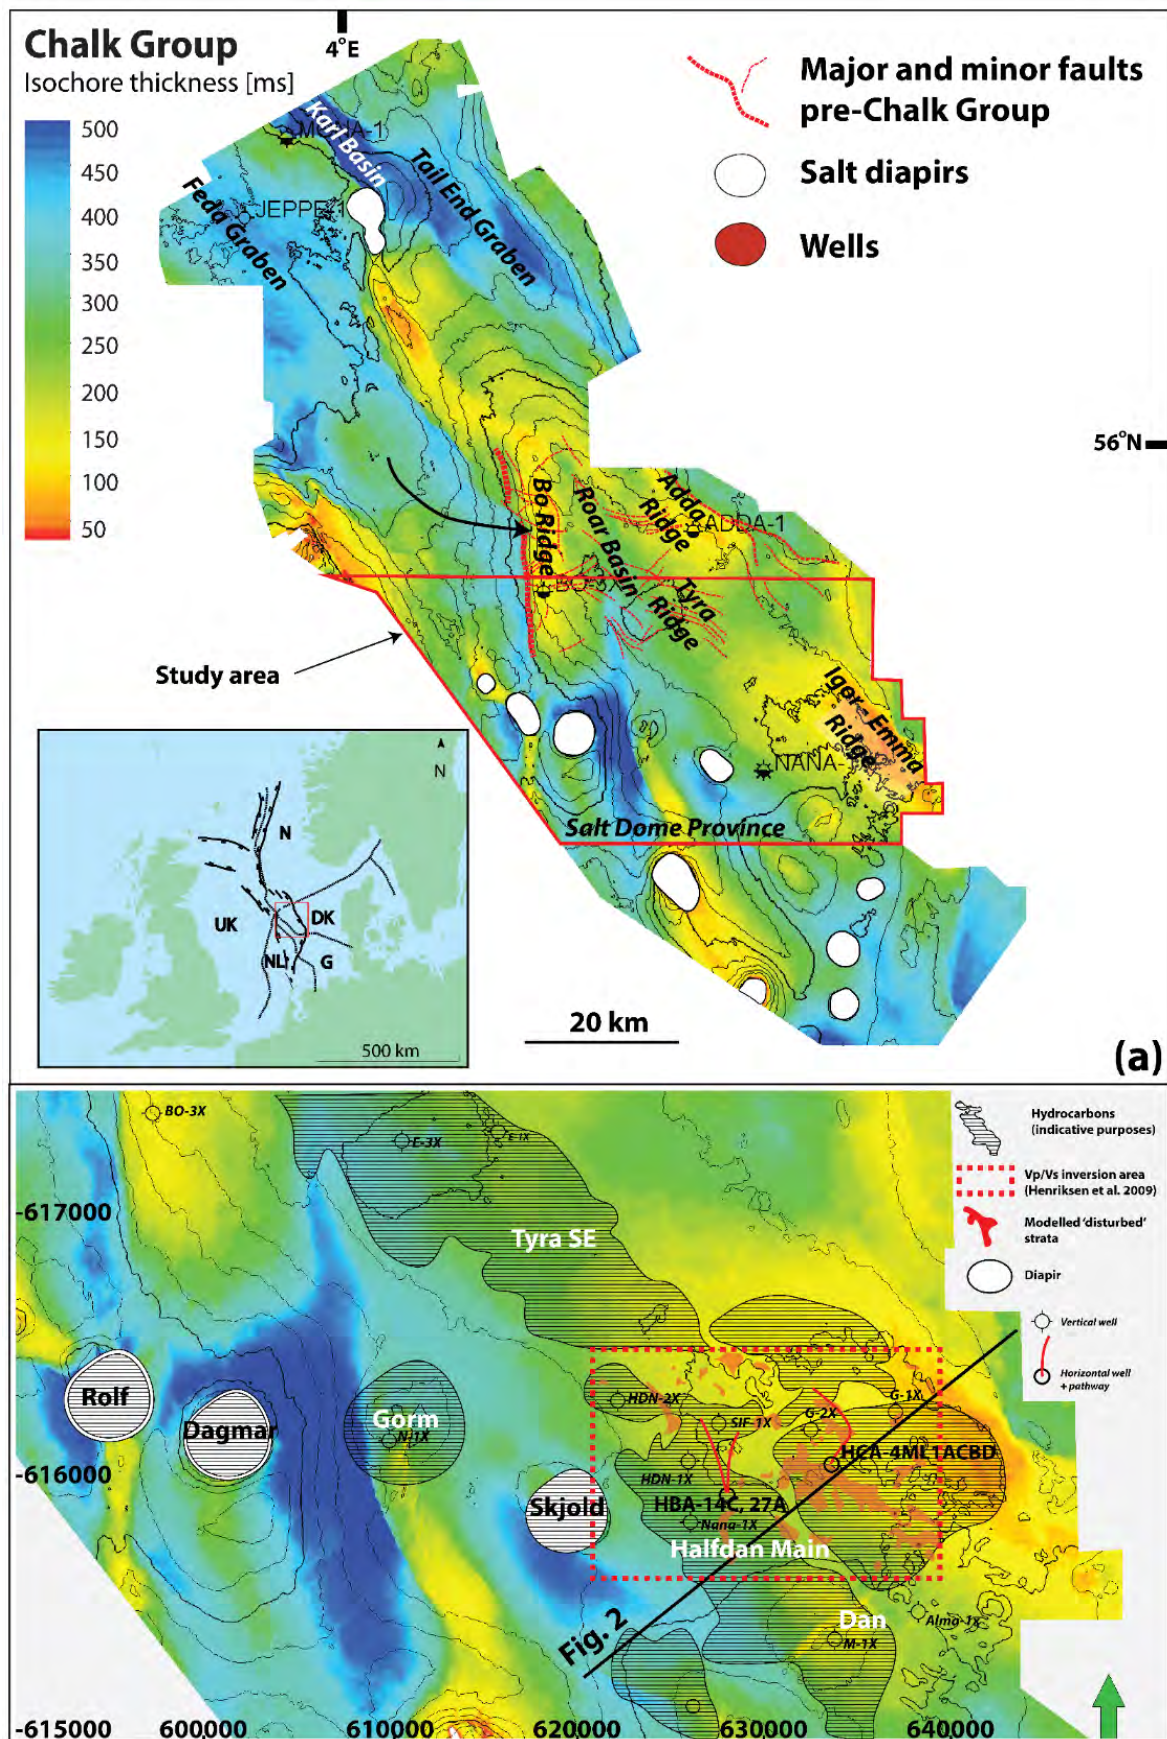 Chalk Group
Isochore thickness [ms]
500
450
400
350
300
250
200
150
100
50
4°E
Major and minor faults
pre-Chalk Group
Salt diapirs
Wells
56°N
Karl Basin
Tail End Graben
Feda Graben
JEPPE-1
Bo Ridge
Roar Basin
Adda
Ridge
ADDA-1
Tyra
Ridge
Igor - Emma
Ridge
NANA-
Salt Dome Province
Study area
N
N
UK
DK
NL
G
500 km
20 km
(a)
BO-3X
E-3X
E-1X
Tyra SE
Hydrocarbons
(indicative purposes)
Vp/Vs inversion area
(Henriksen et al. 2009)
Modelled 'disturbed'
strata
Diapir
Vertical well
Horizontal well
+ pathway
-617000
-616000
-615000
Rolf
Dagmar
Gorm
N-1X
Skjold
HDN-2X
SIF-1X
G-2X
G-1X
HCA-4ML1ACBD
HDN-1X
HBA-14C, 27A
Nana-1X
Halfdan Main
Fig. 2
Dan
M-1X
Alma-1X
600000
610000
620000
630000
640000